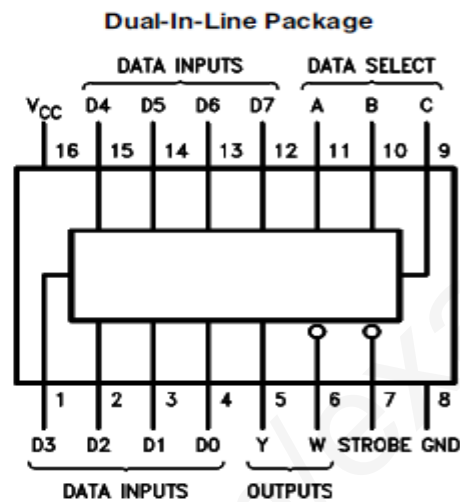 Dual-In-Line Package
DATA INPUTS DATA SELECT
VCC D4 D5 D6 D7 A B C
16 15 14 13 12 11 10 9
1 2 3 4 5 6 7 8
D3 D2 D1 D0 Y W STROBE GND
DATA INPUTS OUTPUTS